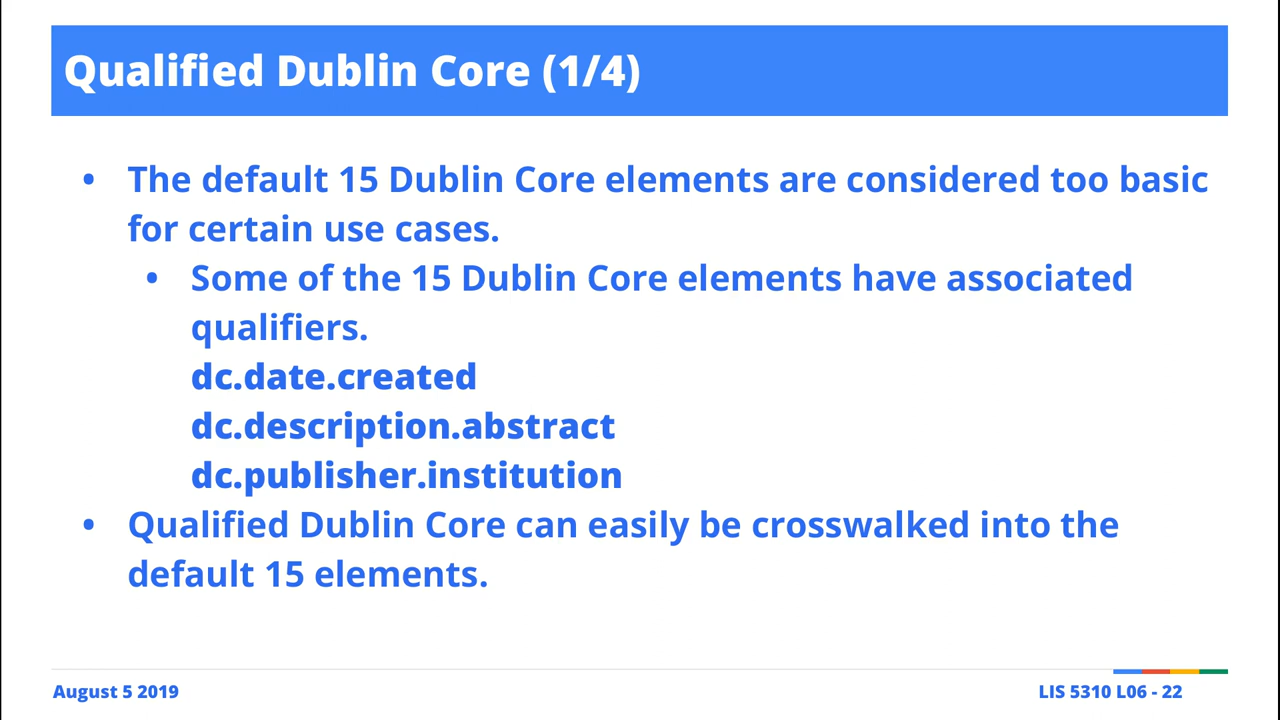 Qualified Dublin Core (1/4)
• The default 15 Dublin Core elements are considered too basic
for certain use cases.
• Some of the 15 Dublin Core elements have associated
qualifiers.
dc.date.created
dc.description.abstract
dc.publisher.institution
• Qualified Dublin Core can easily be crosswalked into the
default 15 elements.
August 5 2019
LIS 5310 L06 - 22